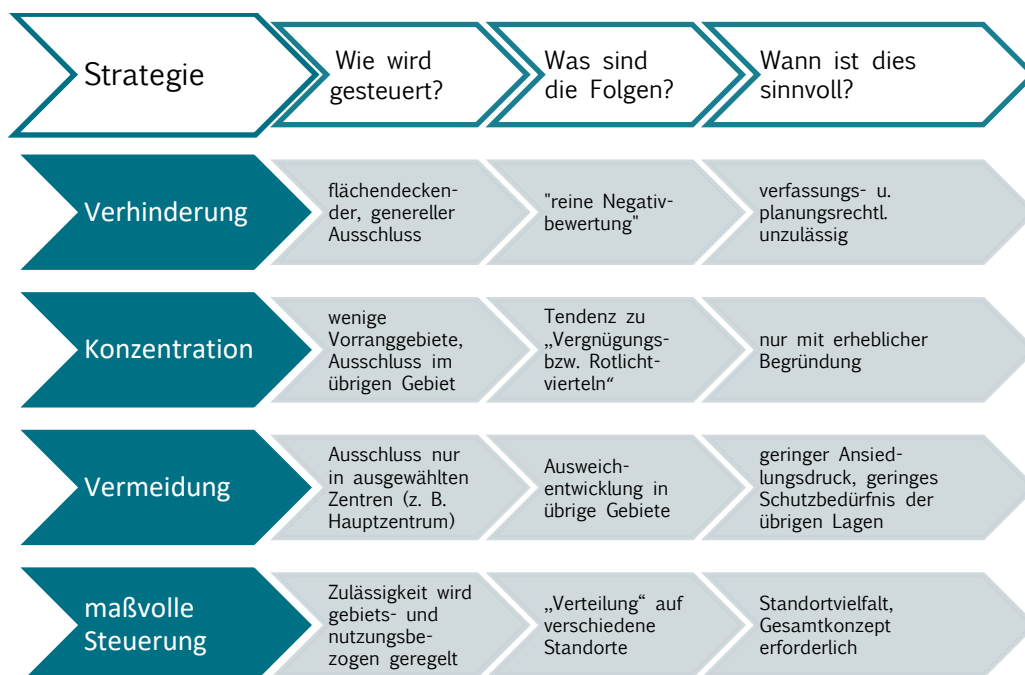 Strategie
Wie wird
gesteuert?
Was sind
die Folgen?
Wann ist dies
sinnvoll?
Verhinderung
flächendecken-
der, genereller
Ausschluss
"reine Negativ-
bewertung"
verfassungs- u.
planungsrechtl.
unzulässig
Konzentration
wenige
Vorranggebiete,
Ausschluss im
übrigen Gebiet
Tendenz zu
„Vergnügungs-
bzw. Rotlicht-
vierteln“
nur mit erheblicher
Begründung
Vermeidung
Ausschluss nur
in ausgewählten
Zentren (z. B.
Hauptzentrum)
Ausweich-
entwicklung in
übrige Gebiete
geringer Ansied-
lungsdruck, geringes
Schutzbedürfnis der
übrigen Lagen
maßvolle
Steuerung
Zulässigkeit wird
gebiets- und
nutzungsbe-
zogen geregelt
„Verteilung“ auf
verschiedene
Standorte
Standortvielfalt,
Gesamtkonzept
erforderlich